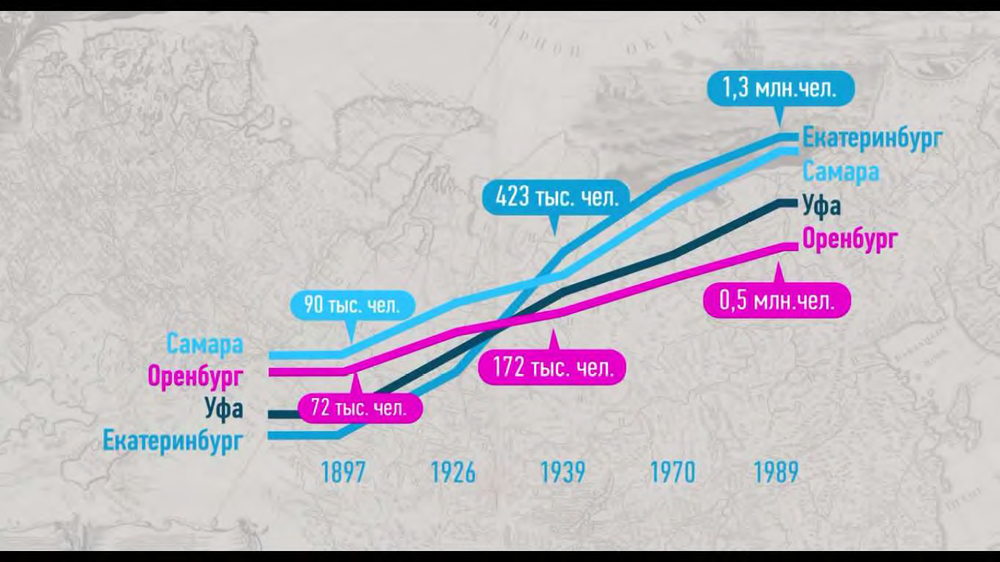 1,3 млн.чел.
Екатеринбург
Самара
423 тыс. чел.
Уфа
Оренбург
90 тыс. чел.
0,5 млн.чел.
Самара
Оренбург
172 тыс. чел.
Уфа
72 тыс. чел.
Екатеринбург
1897 1926 1939 1970 1989